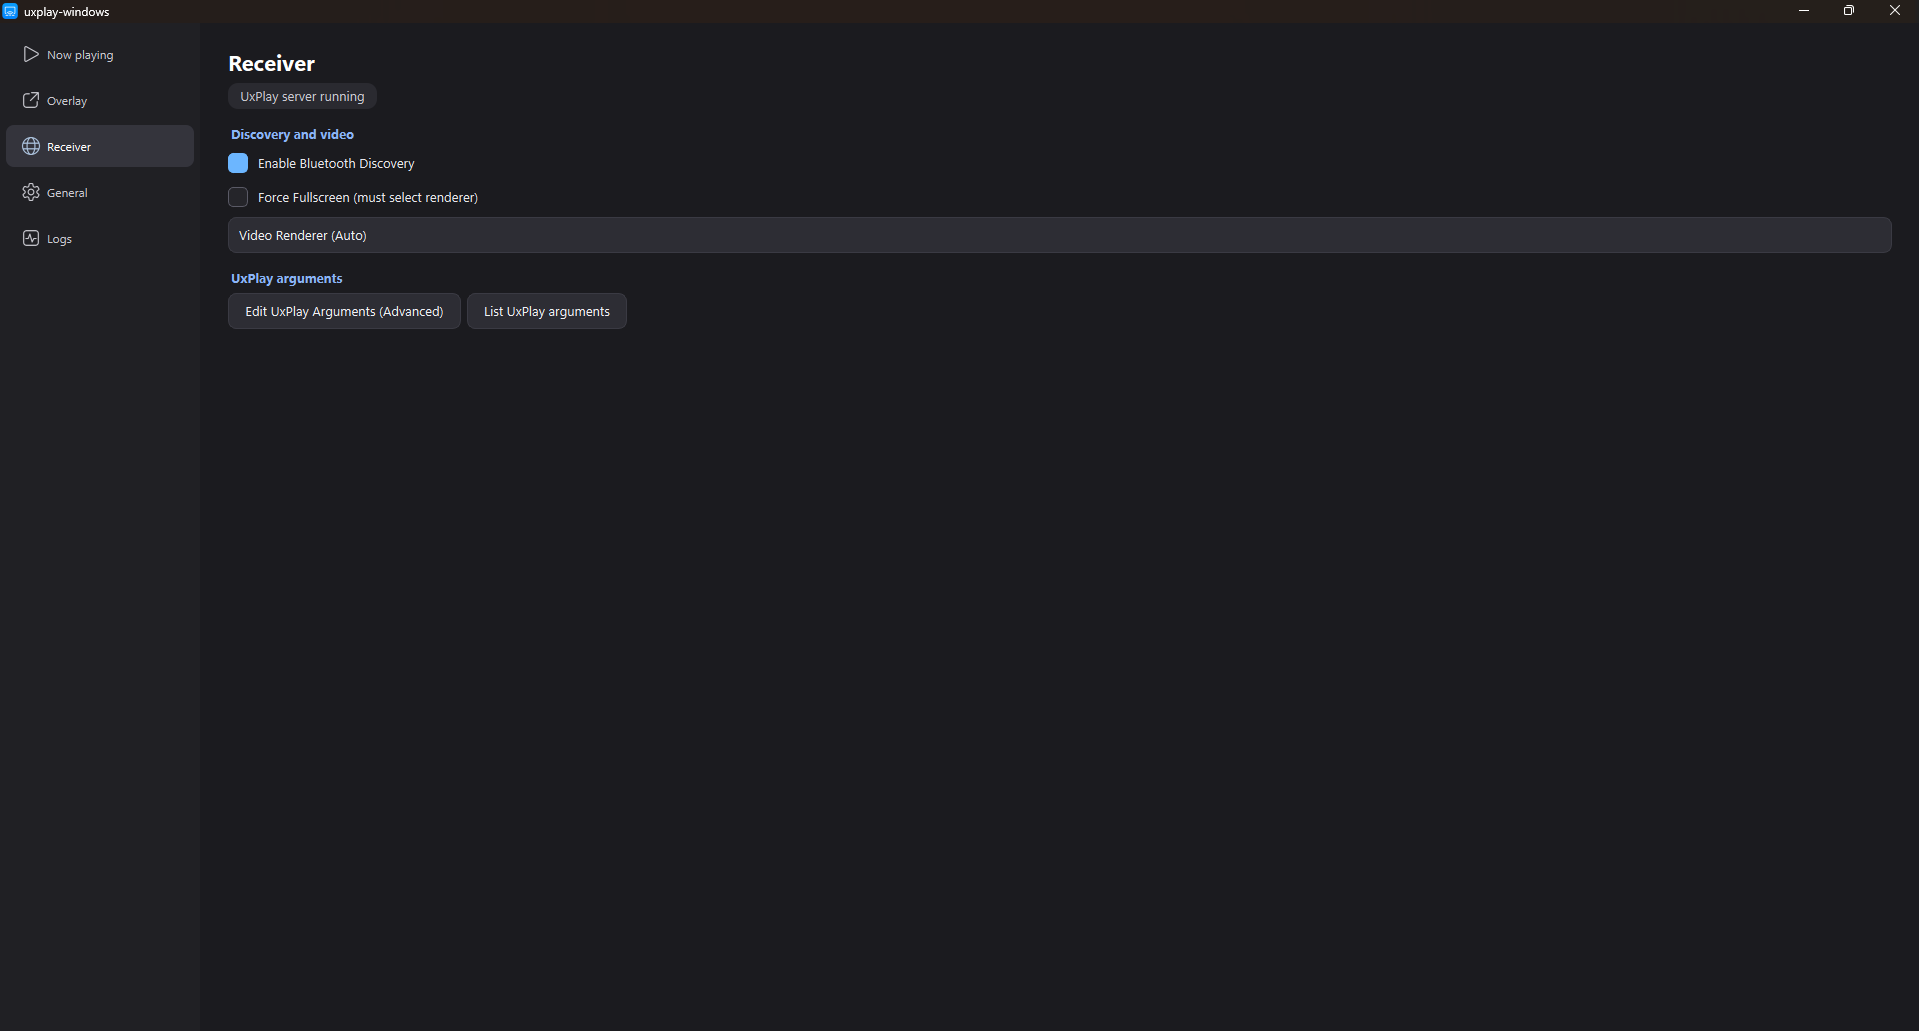 uxplay-windows
Now playing
Overlay
Receiver
General
Logs
Receiver
UxPlay server running
Discovery and video
Enable Bluetooth Discovery
Force Fullscreen (must select renderer)
Video Renderer (Auto)
UxPlay arguments
Edit UxPlay Arguments (Advanced)
List UxPlay arguments